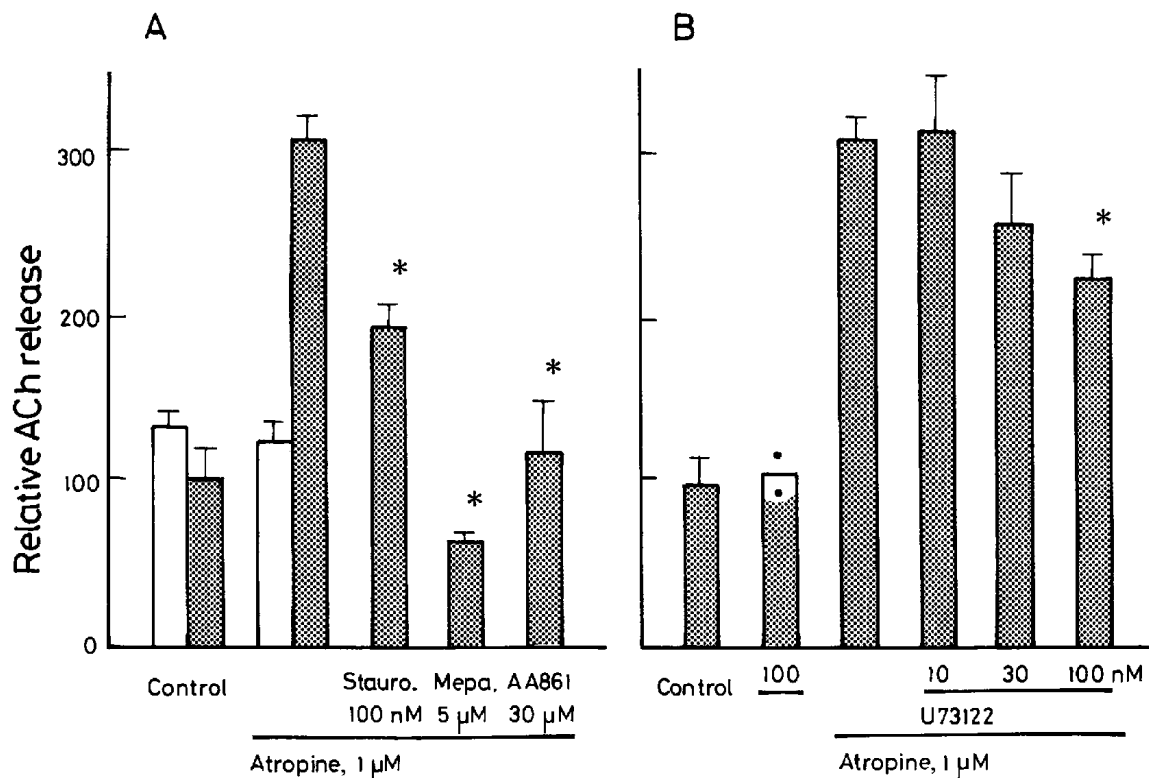 A
B
Relative ACh release
300
200
100
0
Control
Stauro. Mepa. AA861
100 nM 5 µM 30 µM
Atropine, 1 µM
* * *
*
Control 100 10 30 100 nM
U73122
Atropine, 1 µM